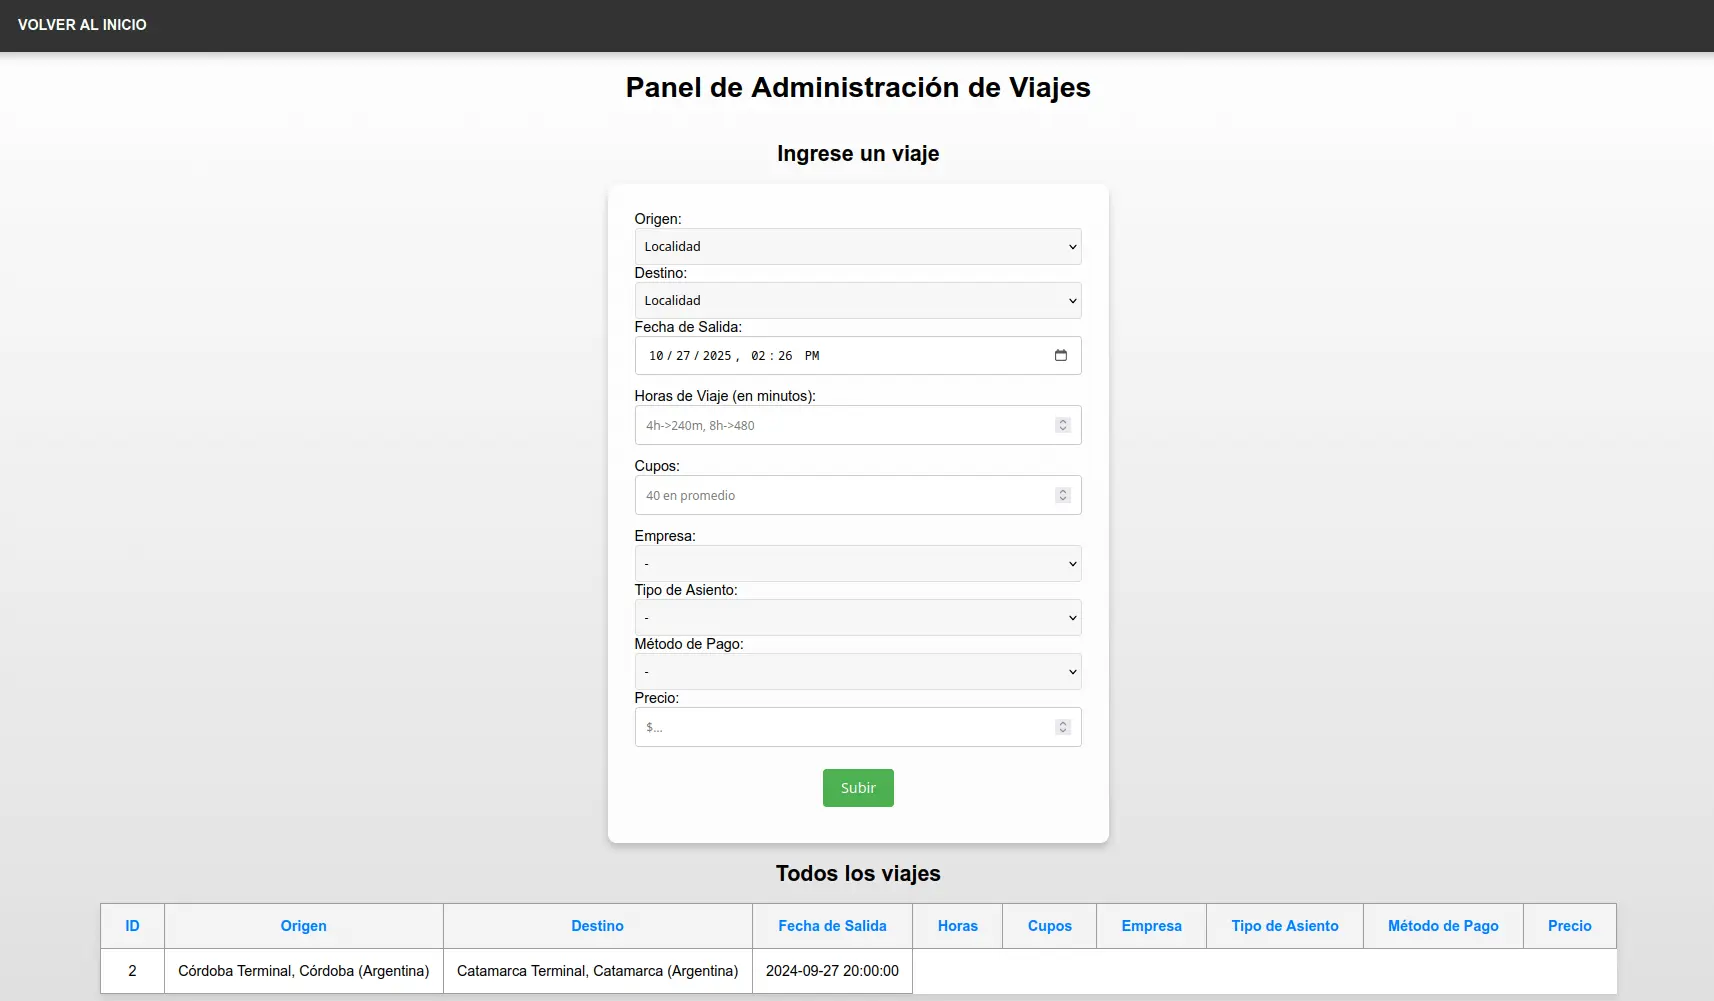 VOLVER AL INICIO
Panel de Administración de Viajes
Ingrese un viaje
Origen:
Localidad
Destino:
Localidad
Fecha de Salida:
10/27/2025, 02:26 PM
Horas de Viaje (en minutos):
4h->240m, 8h->480
Cupos:
40 en promedio
Empresa:
-
Tipo de Asiento:
-
Método de Pago:
-
Precio:
$...
Subir
Todos los viajes
ID Origen Destino Fecha de Salida Horas Cupos Empresa Tipo de Asiento Método de Pago Precio
2 Córdoba Terminal, Córdoba (Argentina) Catamarca Terminal, Catamarca (Argentina) 2024-09-27 20:00:00